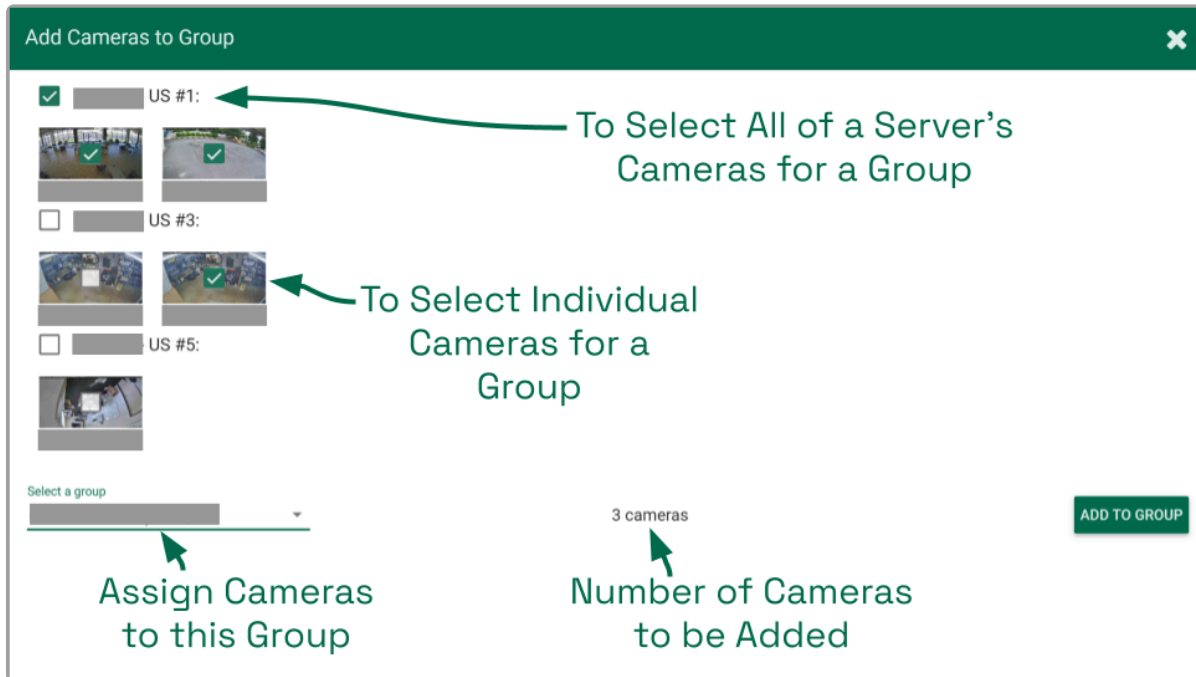 Add Cameras to Group
US #1:
To Select All of a Server's
Cameras for a Group
US #3:
To Select Individual
Cameras for a
Group
US #5:
Select a group
3 cameras
ADD TO GROUP
Assign Cameras
to this Group
Number of Cameras
to be Added